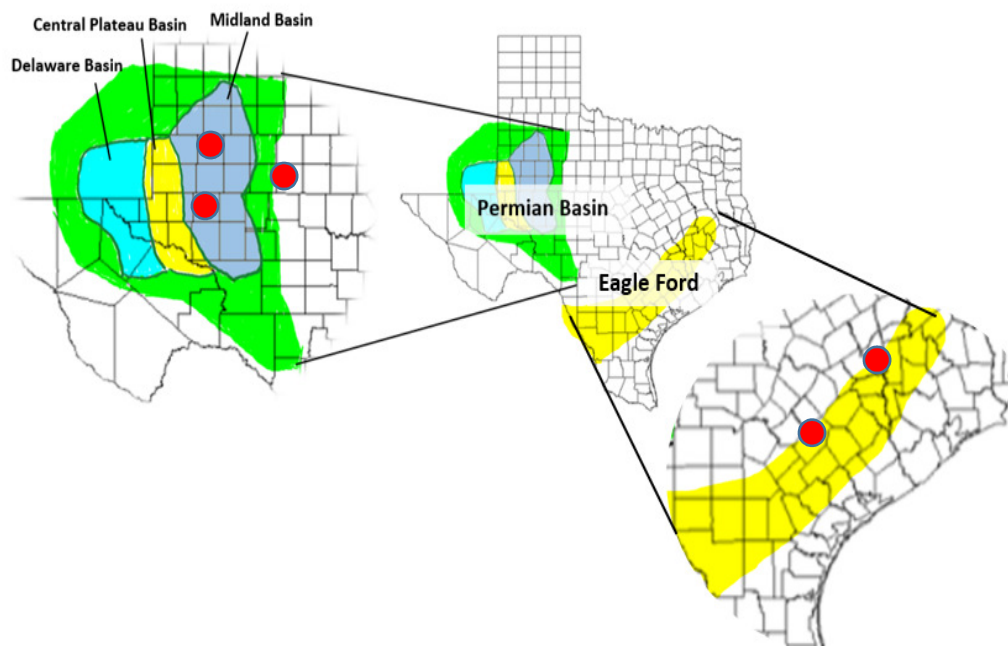 Central Plateau Basin
Midland Basin
Delaware Basin
Permian Basin
Eagle Ford